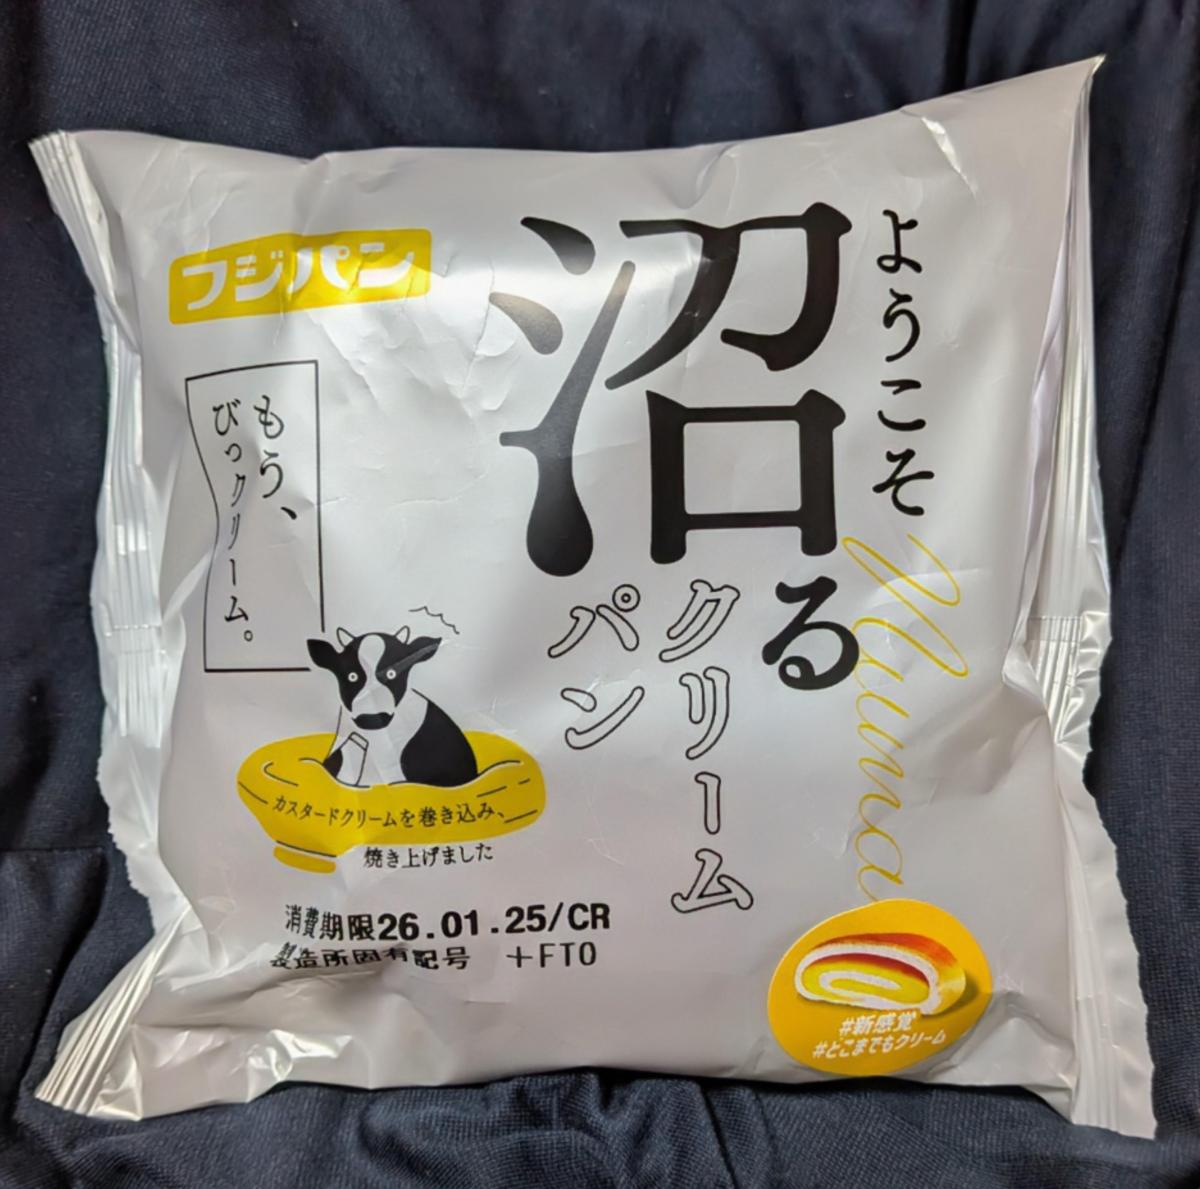 フジパン
ようこそ
沼る
クリーム
パン
Numa
もう、
びっクリーム。
カスタードクリームを巻き込み、
焼き上げました
消費期限26.01.25/CR
製造所固有記号 +FT0
#新感覚
#どこまでもクリーム